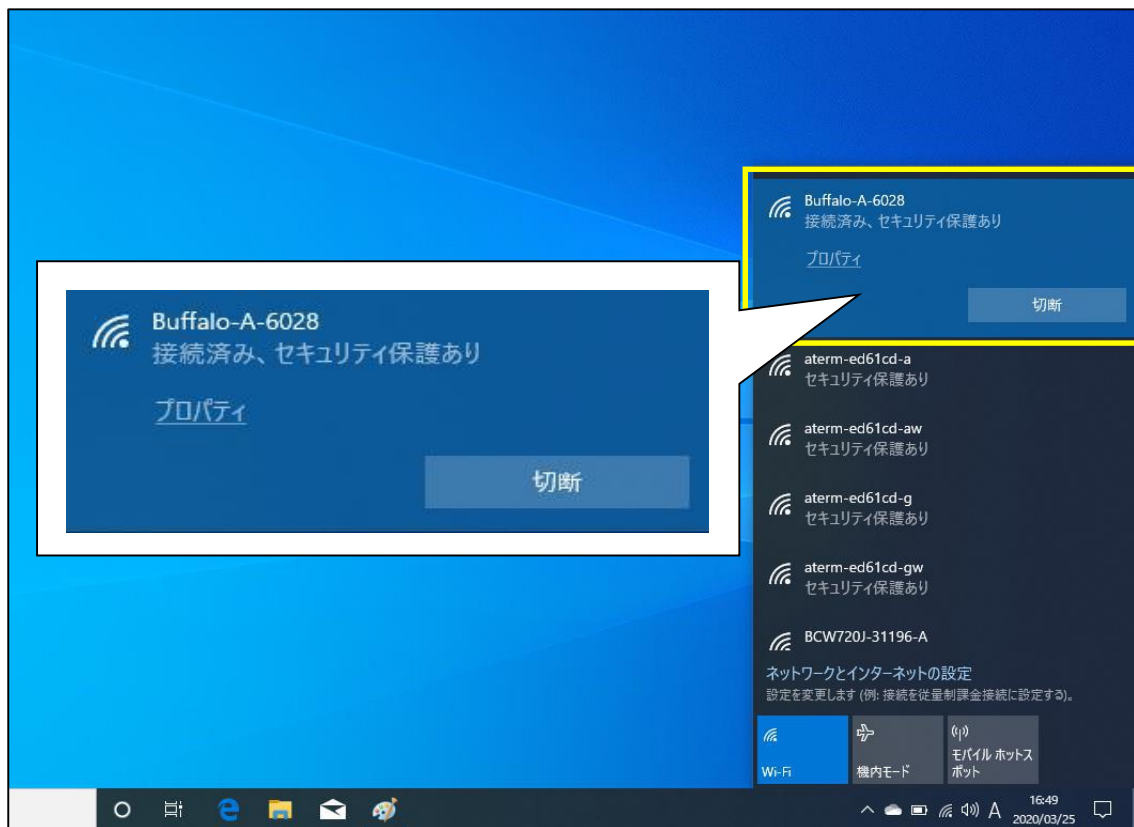 Buffalo-A-6028
接続済み、セキュリティ保護あり
プロパティ
切断
Buffalo-A-6028
接続済み、セキュリティ保護あり
プロパティ
切断
aterm-ed61cd-a
セキュリティ保護あり
aterm-ed61cd-aw
セキュリティ保護あり
aterm-ed61cd-g
セキュリティ保護あり
aterm-ed61cd-gw
セキュリティ保護あり
BCW720J-31196-A
ネットワークとインターネットの設定
設定を変更します (例: 接続を従量制課金接続に設定する)。
Wi-Fi
機内モード
モバイル ホットス
ポット
A
16:49
2020/03/25